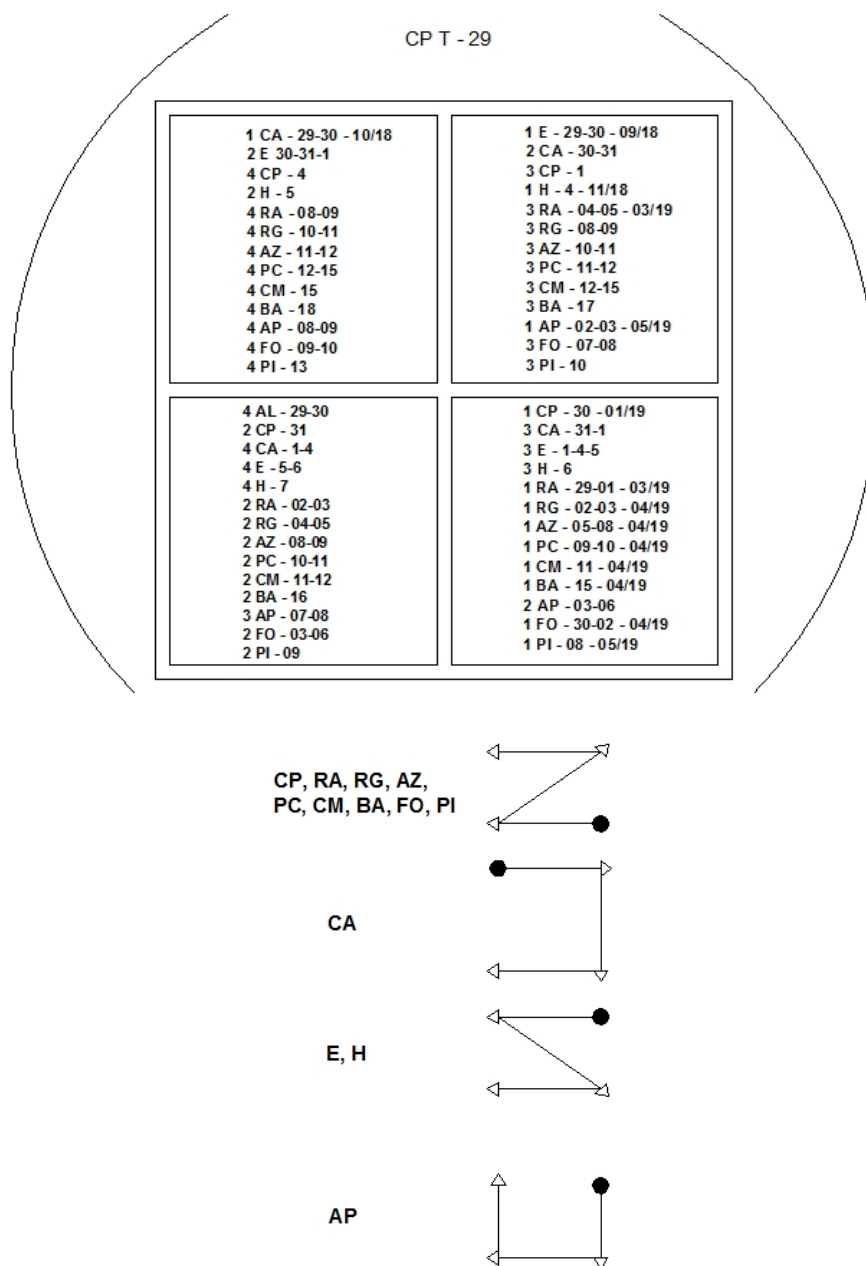 CP T - 29
1 CA - 29-30 - 10/18
2 E 30-31-1
4 CP - 4
2 H - 5
4 RA - 08-09
4 RG - 10-11
4 AZ - 11-12
4 PC - 12-15
4 CM - 15
4 BA - 18
4 AP - 08-09
4 FO - 09-10
4 PI - 13
1 E - 29-30 - 09/18
2 CA - 30-31
3 CP - 1
1 H - 4 - 11/18
3 RA - 04-05 - 03/19
3 RG - 08-09
3 AZ - 10-11
3 PC - 11-12
3 CM - 12-15
3 BA - 17
1 AP - 02-03 - 05/19
3 FO - 07-08
3 PI - 10
4 AL - 29-30
2 CP - 31
4 CA - 1-4
4 E - 5-6
4 H - 7
2 RA - 02-03
2 RG - 04-05
2 AZ - 08-09
2 PC - 10-11
2 CM - 11-12
2 BA - 16
3 AP - 07-08
2 FO - 03-06
2 PI - 09
1 CP - 30 - 01/19
3 CA - 31-1
3 E - 1-4-5
3 H - 6
1 RA - 29-01 - 03/19
1 RG - 02-03 - 04/19
1 AZ - 05-08 - 04/19
1 PC - 09-10 - 04/19
1 CM - 11 - 04/19
1 BA - 15 - 04/19
2 AP - 03-06
1 FO - 30-02 - 04/19
1 PI - 08 - 05/19
CP, RA, RG, AZ,
PC, CM, BA, FO, PI
CA
E, H
AP